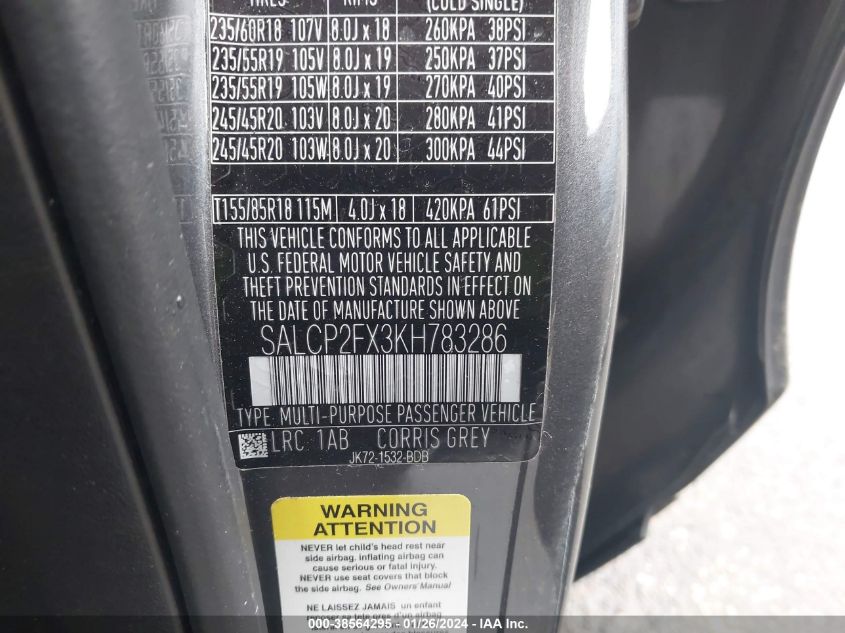 TIRES RIMS (COLD SINGLE)
235/60R18 107V 8.0J x 18 260KPA 38PSI
235/55R19 105V 8.0J x 19 250KPA 37PSI
235/55R19 105W 8.0J x 19 270KPA 40PSI
245/45R20 103V 8.0J x 20 280KPA 41PSI
245/45R20 103W 8.0J x 20 300KPA 44PSI
T155/85R18 115M 4.0J x 18 420KPA 61PSI
THIS VEHICLE CONFORMS TO ALL APPLICABLE
U.S. FEDERAL MOTOR VEHICLE SAFETY AND
THEFT PREVENTION STANDARDS IN EFFECT ON
THE DATE OF MANUFACTURE SHOWN ABOVE
SALCP2FX3KH783286
TYPE: MULTI-PURPOSE PASSENGER VEHICLE
LRC: 1AB CORRIS GREY
JK72-1532-BDB
WARNING
ATTENTION
NEVER let child's head rest near
side airbag. inflating airbag can
cause serious or fatal injury.
NEVER use seat covers that block
the side airbag. See Owners' Manual
NE LAISSEZ JAMAIS un enfant
00-38564295 - 01/26/2024 - IAA Inc.